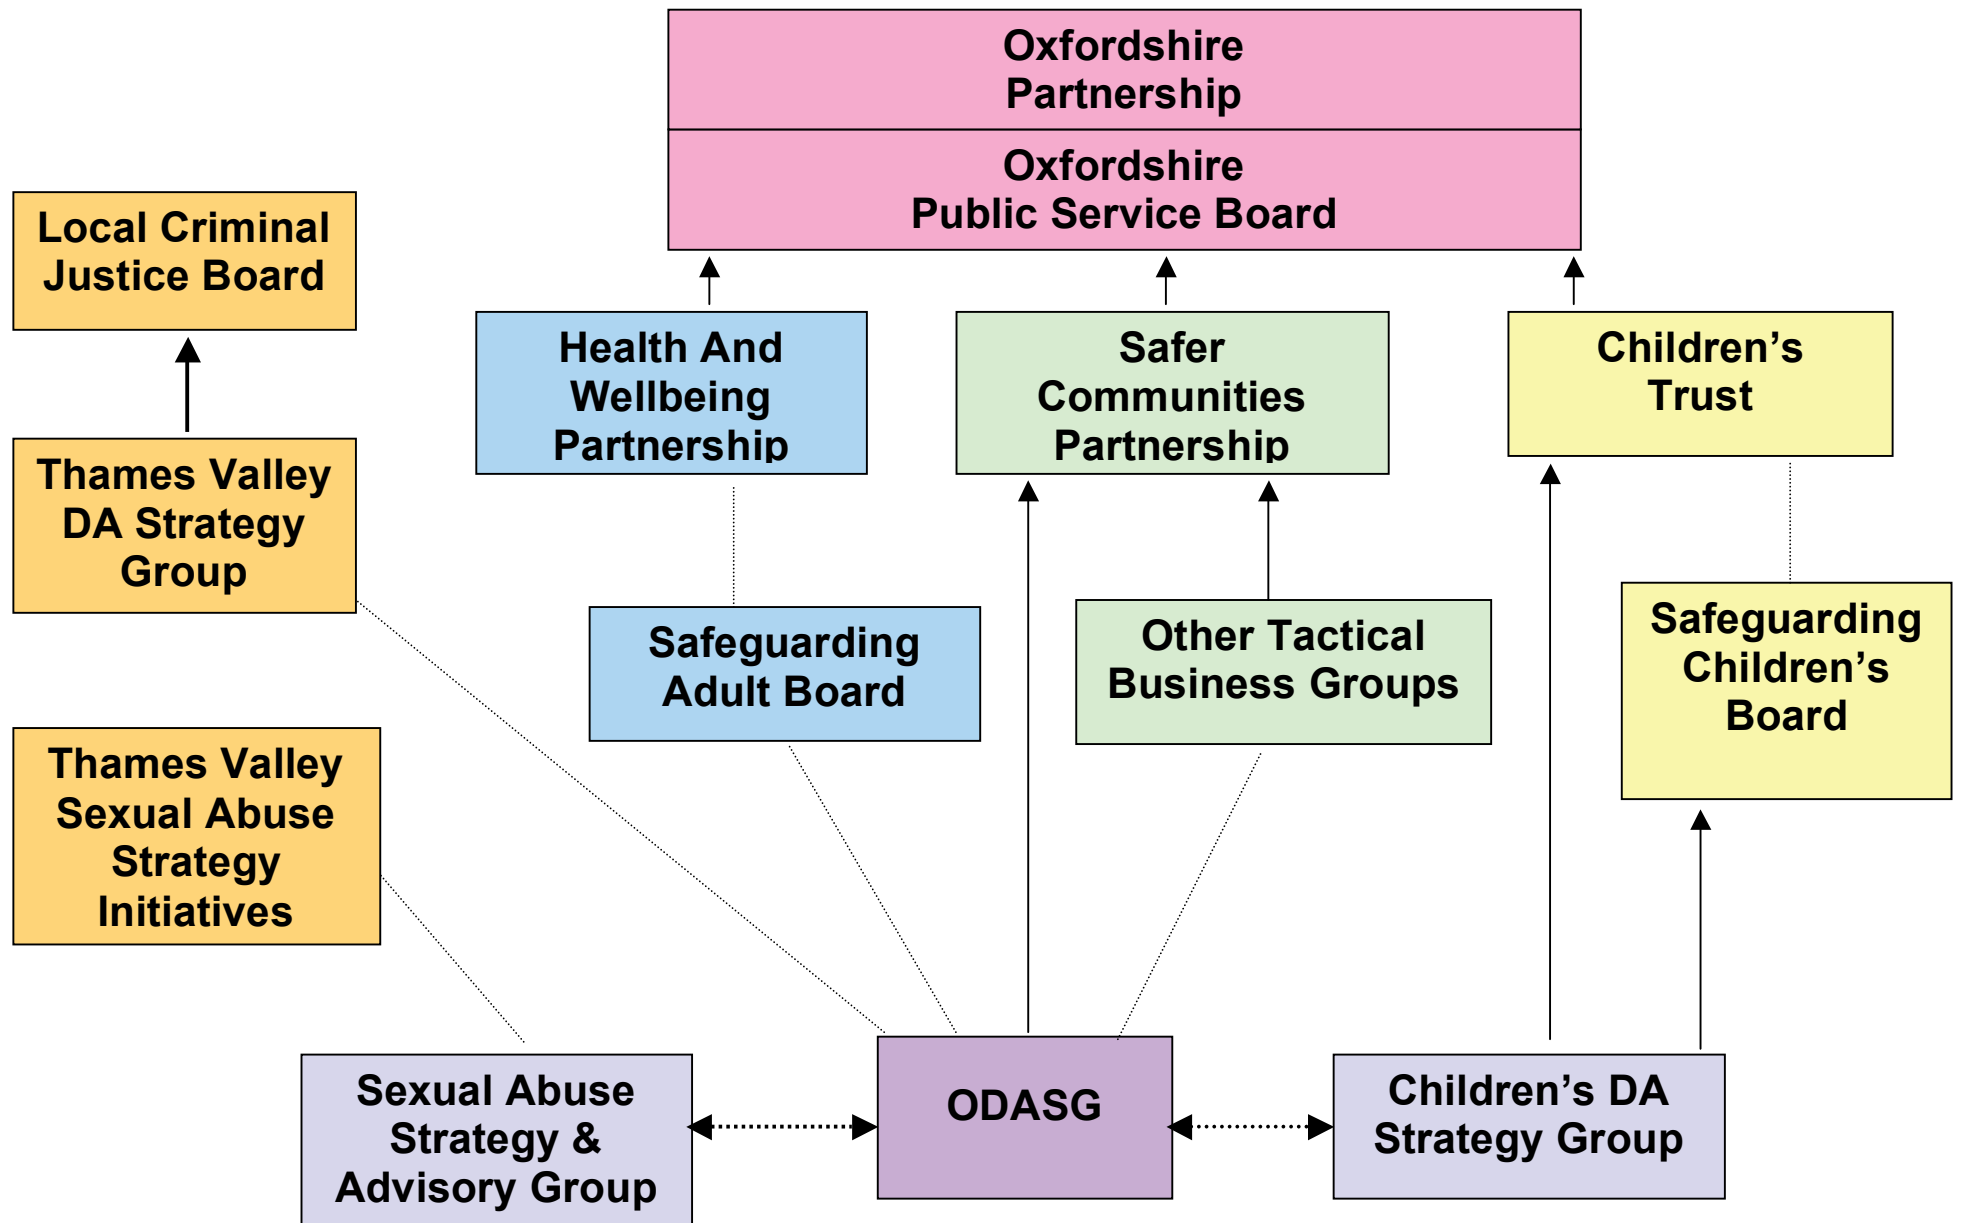 Oxfordshire
Partnership
Oxfordshire
Public Service Board
Local Criminal
Justice Board
Health And
Wellbeing
Partnership
Safer
Communities
Partnership
Children’s
Trust
Thames Valley
DA Strategy
Group
Safeguarding
Adult Board
Other Tactical
Business Groups
Safeguarding
Children’s
Board
Thames Valley
Sexual Abuse
Strategy
Initiatives
Sexual Abuse
Strategy &
Advisory Group
ODASG
Children’s DA
Strategy Group